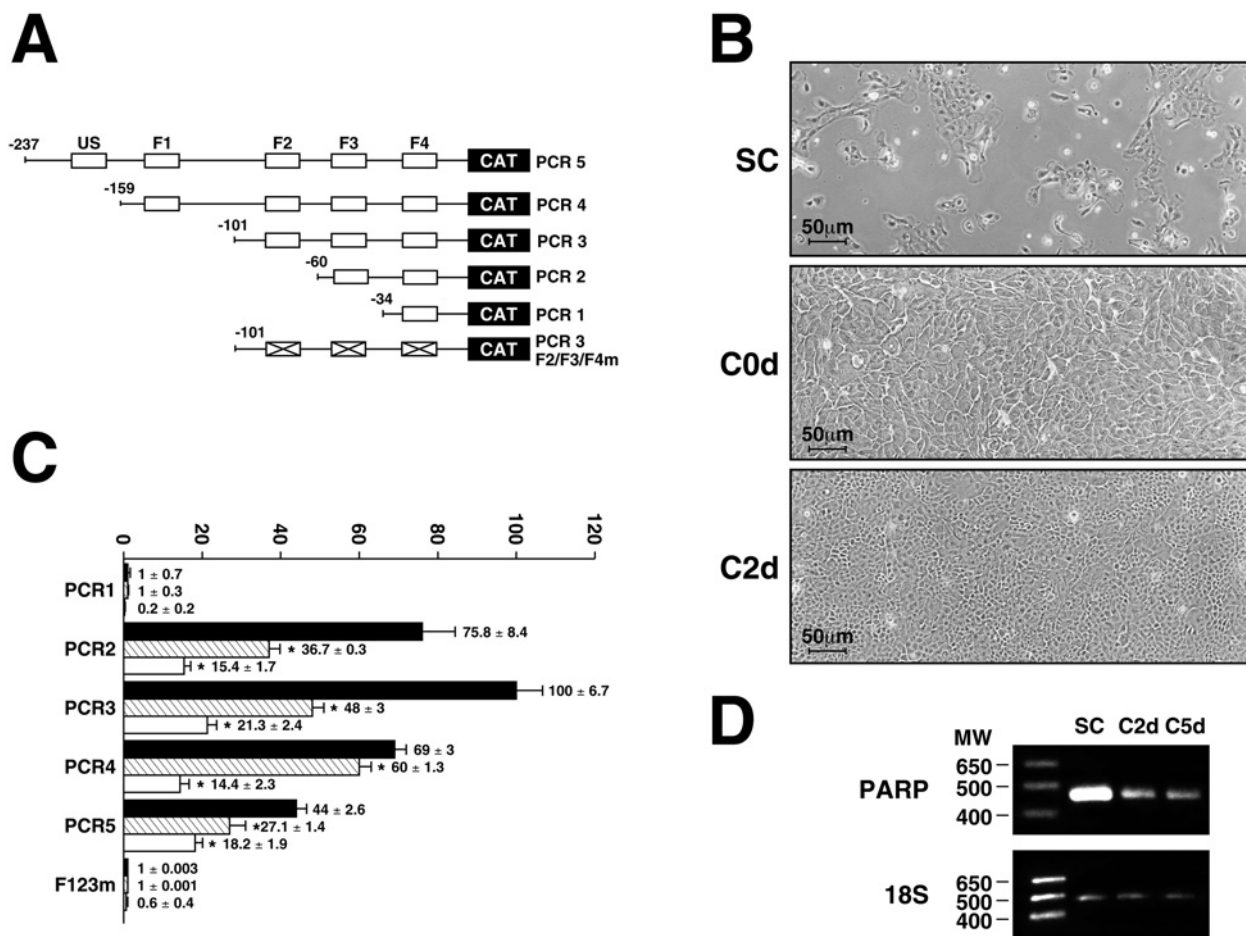 A
-237
US
F1
F2
F3
F4
CAT
PCR 5
-159
CAT
PCR 4
-101
CAT
PCR 3
-60
CAT
PCR 2
-34
CAT
PCR 1
-101
CAT
PCR 3
F2/F3/F4m
B
SC
50μm
C0d
50μm
C2d
50μm
C
0
20
40
60
80
100
120
PCR1
1 ± 0.7
1 ± 0.3
0.2 ± 0.2
PCR2
75.8 ± 8.4
* 36.7 ± 0.3
* 15.4 ± 1.7
PCR3
100 ± 6.7
* 48 ± 3
* 21.3 ± 2.4
PCR4
69 ± 3
* 60 ± 1.3
* 14.4 ± 2.3
PCR5
44 ± 2.6
*27.1 ± 1.4
* 18.2 ± 1.9
F123m
1 ± 0.003
1 ± 0.001
0.6 ± 0.4
D
MW
SC C2d C5d
PARP
650
500
400
18S
650
500
400